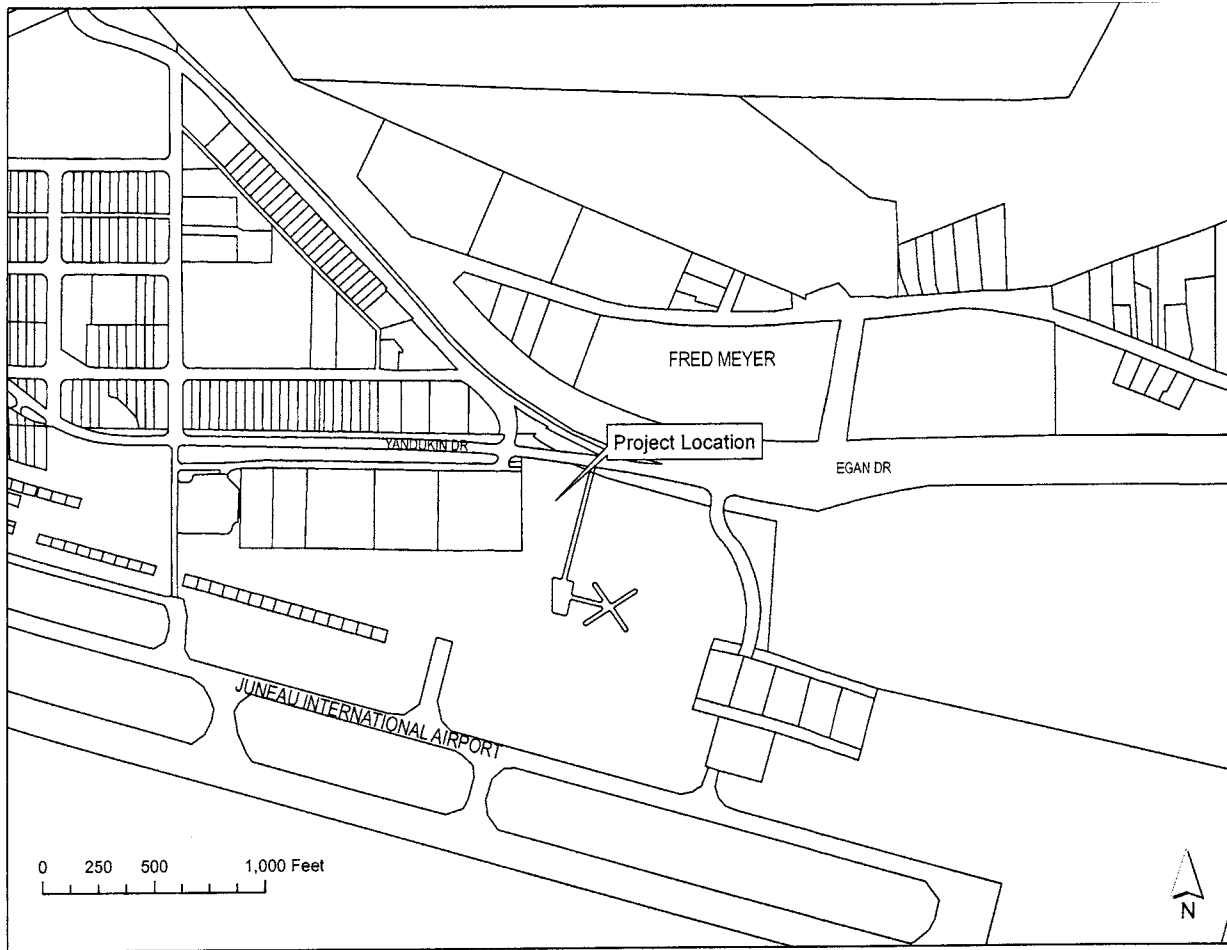 FRED MEYER
YANDUKIN DR
Project Location
EGAN DR
JUNEAU INTERNATIONAL AIRPORT
0 250 500 1,000 Feet
N